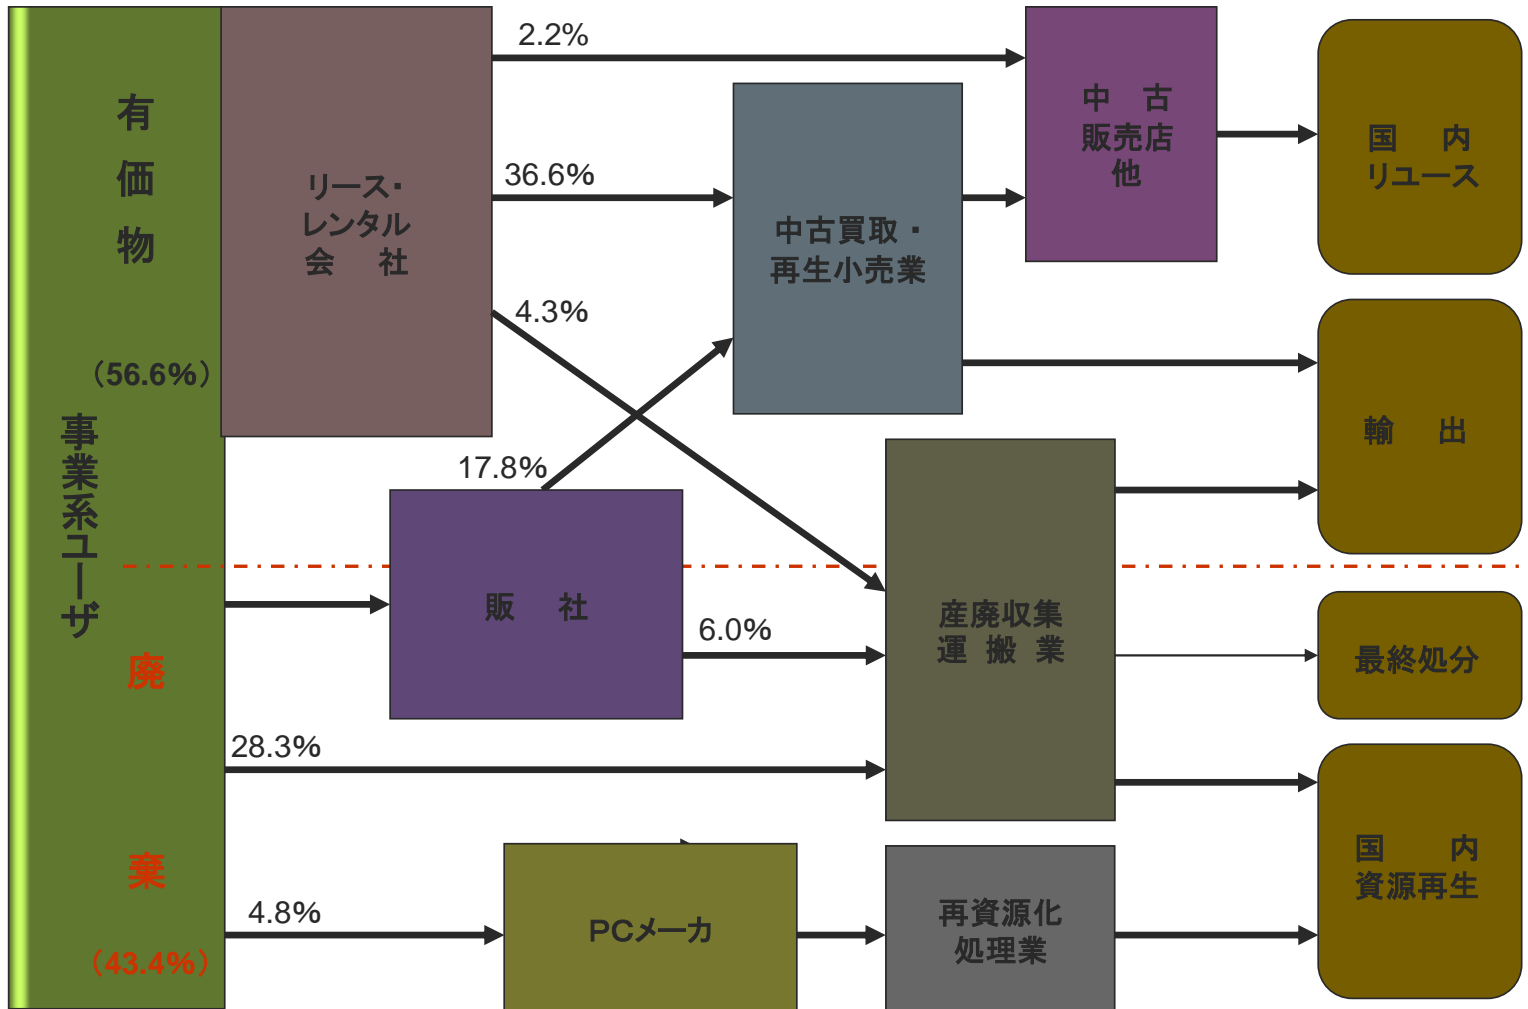 有
価
物
（56.6%）
事業系ユーザ
廃
棄
（43.4%）
リース・
レンタル
会　社
2.2%
36.6%
4.3%
17.8%
販　社
6.0%
28.3%
4.8%
PCメーカ
中古買取・
再生小売業
中　古
販売店
他
産廃収集
運 搬 業
再資源化
処理業
国　内
リユース
輸　出
最終処分
国　内
資源再生